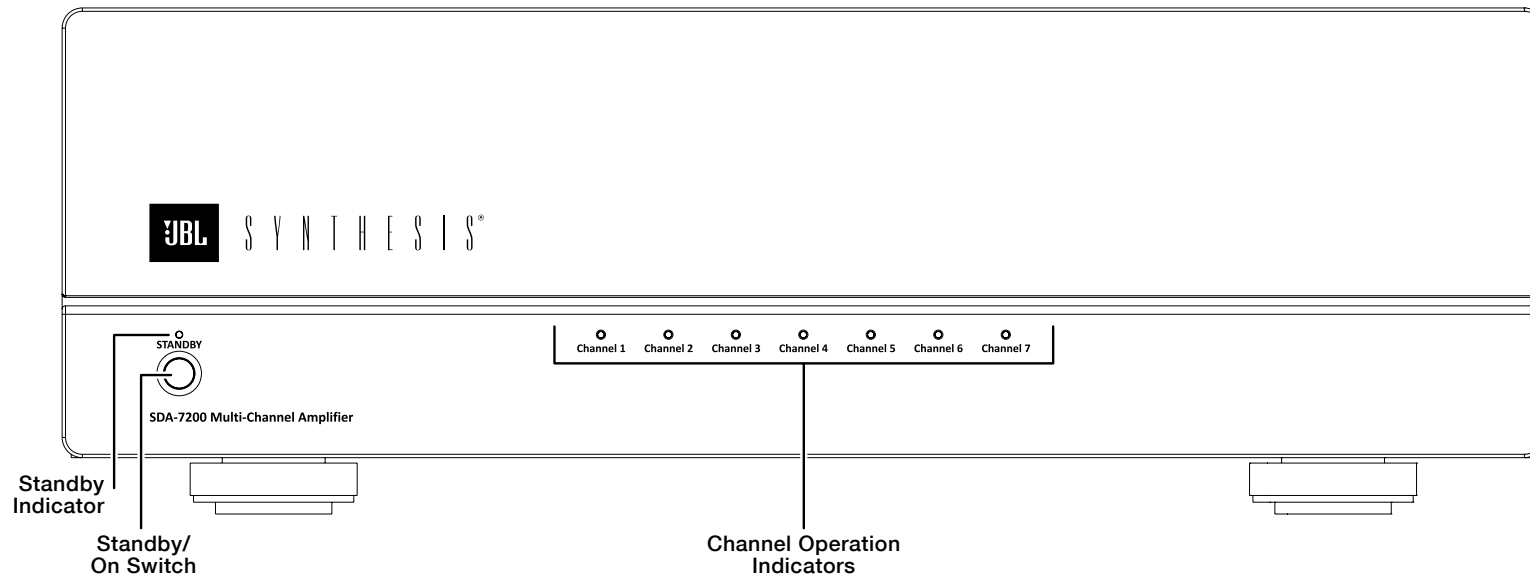 JBL SYNTHESIS®
STANDBY
Channel 1 Channel 2 Channel 3 Channel 4 Channel 5 Channel 6 Channel 7
SDA-7200 Multi-Channel Amplifier
Standby
Indicator
Standby/
On Switch
Channel Operation
Indicators